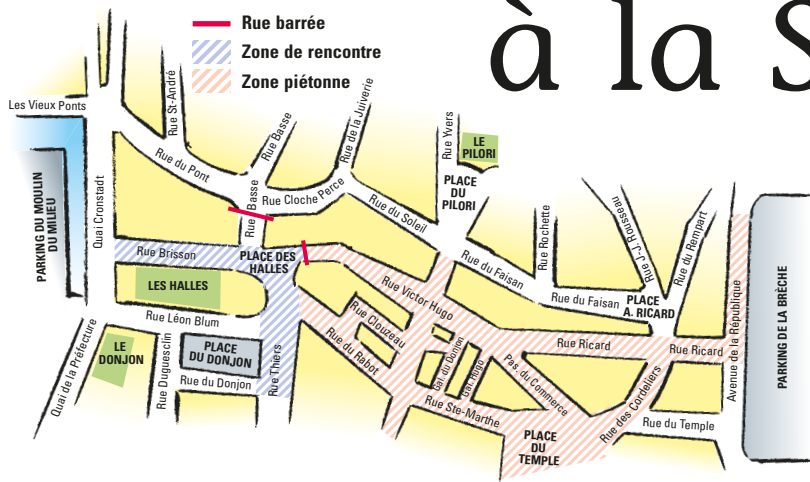 à la S
Rue barrée
Zone de rencontre
Zone piétonne
Les Vieux Ponts
Rue St-André
Rue Basse
Rue de la Juiverie
Rue Yvers
LE
PILORI
PLACE
DU
PILORI
Rue du Pont
Rue Basse
Rue Cloche Perce
Rue du Soleil
Rue Rochette
Rue J.-J. Rousseau
Rue du Rempart
PARKING DU MOULIN
DU MILIEU
Quai Cronstadt
Rue Brisson
PLACE DES
HALLES
LES HALLES
Rue du Faisan
Rue du Faisan
PLACE
A. RICARD
Avenue de la République
PARKING DE LA BRÈCHE
Rue Victor Hugo
Rue Léon Blum
Rue Clouzeau
Rue du Rabot
Rue Ricard
Rue Ricard
LE
DONJON
PLACE
DU DONJON
Rue Duguesclin
Rue du Donjon
Rue Thiers
Gal. du Donjon
Gal. Hugo
Pas. du Commerce
Quai de la Préfecture
Rue Ste-Marthe
PLACE
DU
TEMPLE
Rue des Cordeliers
Rue du Temple